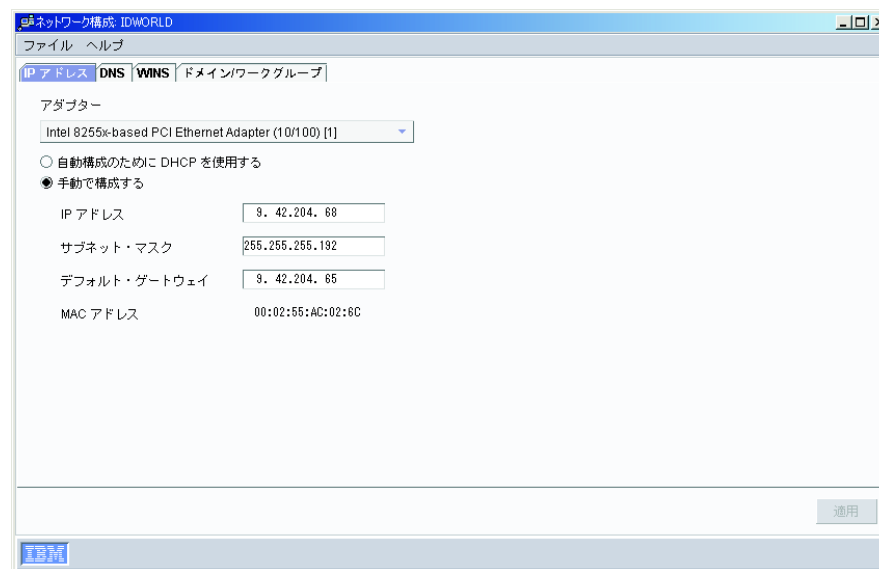 ネットワーク構成: IDWORLD
ファイル ヘルプ
IP アドレス DNS WINS ドメイン/ワークグループ
アダプター
Intel 8255x-based PCI Ethernet Adapter (10/100) [1]
自動構成のために DHCP を使用する
手動で構成する
IP アドレス 9. 42.204. 68
サブネット・マスク 255.255.255.192
デフォルト・ゲートウェイ 9. 42.204. 65
MAC アドレス 00:02:55:AC:02:6C
適用
IBM